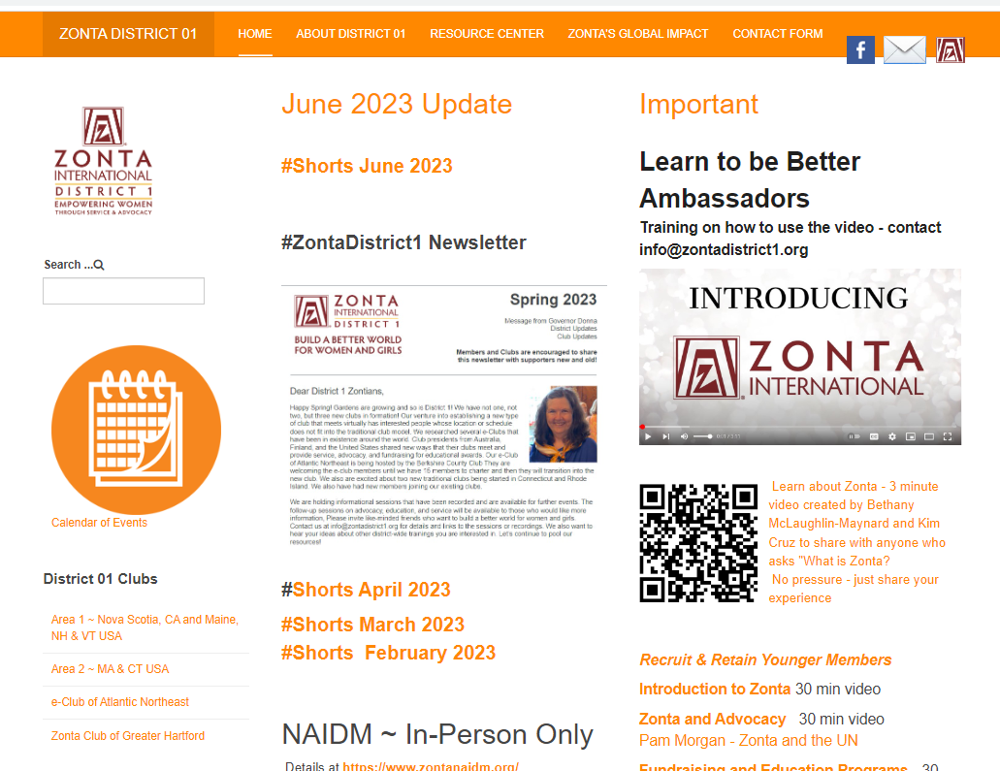 ZONTA DISTRICT 01
HOME
ABOUT DISTRICT 01
RESOURCE CENTER
ZONTA'S GLOBAL IMPACT
CONTACT FORM
ZONTA
INTERNATIONAL
DISTRICT 1
EMPOWERING WOMEN
THROUGH SERVICE & ADVOCACY
Search ...
Calendar of Events
District 01 Clubs
Area 1 ~ Nova Scotia, CA and Maine,
NH & VT USA
Area 2 ~ MA & CT USA
e-Club of Atlantic Northeast
Zonta Club of Greater Hartford
June 2023 Update
#Shorts June 2023
#ZontaDistrict1 Newsletter
ZONTA
INTERNATIONAL
DISTRICT 1
BUILD A BETTER WORLD
FOR WOMEN AND GIRLS
Spring 2023
Message from Governor Donna
District Updates
Club Updates
Members and Clubs are encouraged to share
this newsletter with supporters new and old!
Dear District 1 Zontians,
Happy Spring! Gardens are growing and so is District 1! We have not one, not
two, but three new clubs in formation! Our venture into establishing a new type
of club that meets virtually has interested people whose location or schedule
does not fit into the traditional club model. We researched several e-Clubs that
have been in existence around the world. Club presidents from Australia,
Finland, and the United States shared new ways that their clubs meet and
provide service, advocacy, and fundraising for educational awards. Our e-Club
of Atlantic Northeast is being hosted by the Berkshire County Club They are
welcoming the e-club members until we have 15 members to charter and then they will transition into the
new club. We also are excited about two new traditional clubs being started in Connecticut and Rhode
Island. We also have had new members joining our existing clubs.
We are holding informational sessions that have been recorded and are available for further events. The
follow-up sessions on advocacy, education, and service will be available to those who would like more
information, Please invite like-minded friends who want to build a better world for women and girls.
Contact us at info@zontadistrict1.org for details and links to the sessions or recordings. We also want to
hear your ideas about other district-wide trainings you are interested in. Let's continue to pool our
resources!
#Shorts April 2023
#Shorts March 2023
#Shorts February 2023
NAIDM ~ In-Person Only
Details at https://www.zontanaidm.org/
Important
Learn to be Better
Ambassadors
Training on how to use the video - contact
info@zontadistrict1.org
INTRODUCING
ZONTA
INTERNATIONAL
Learn about Zonta - 3 minute
video created by Bethany
McLaughlin-Maynard and Kim
Cruz to share with anyone who
asks "What is Zonta?
No pressure - just share your
experience
Recruit & Retain Younger Members
Introduction to Zonta 30 min video
Zonta and Advocacy 30 min video
Pam Morgan - Zonta and the UN
Fundraising and Education Programs 30